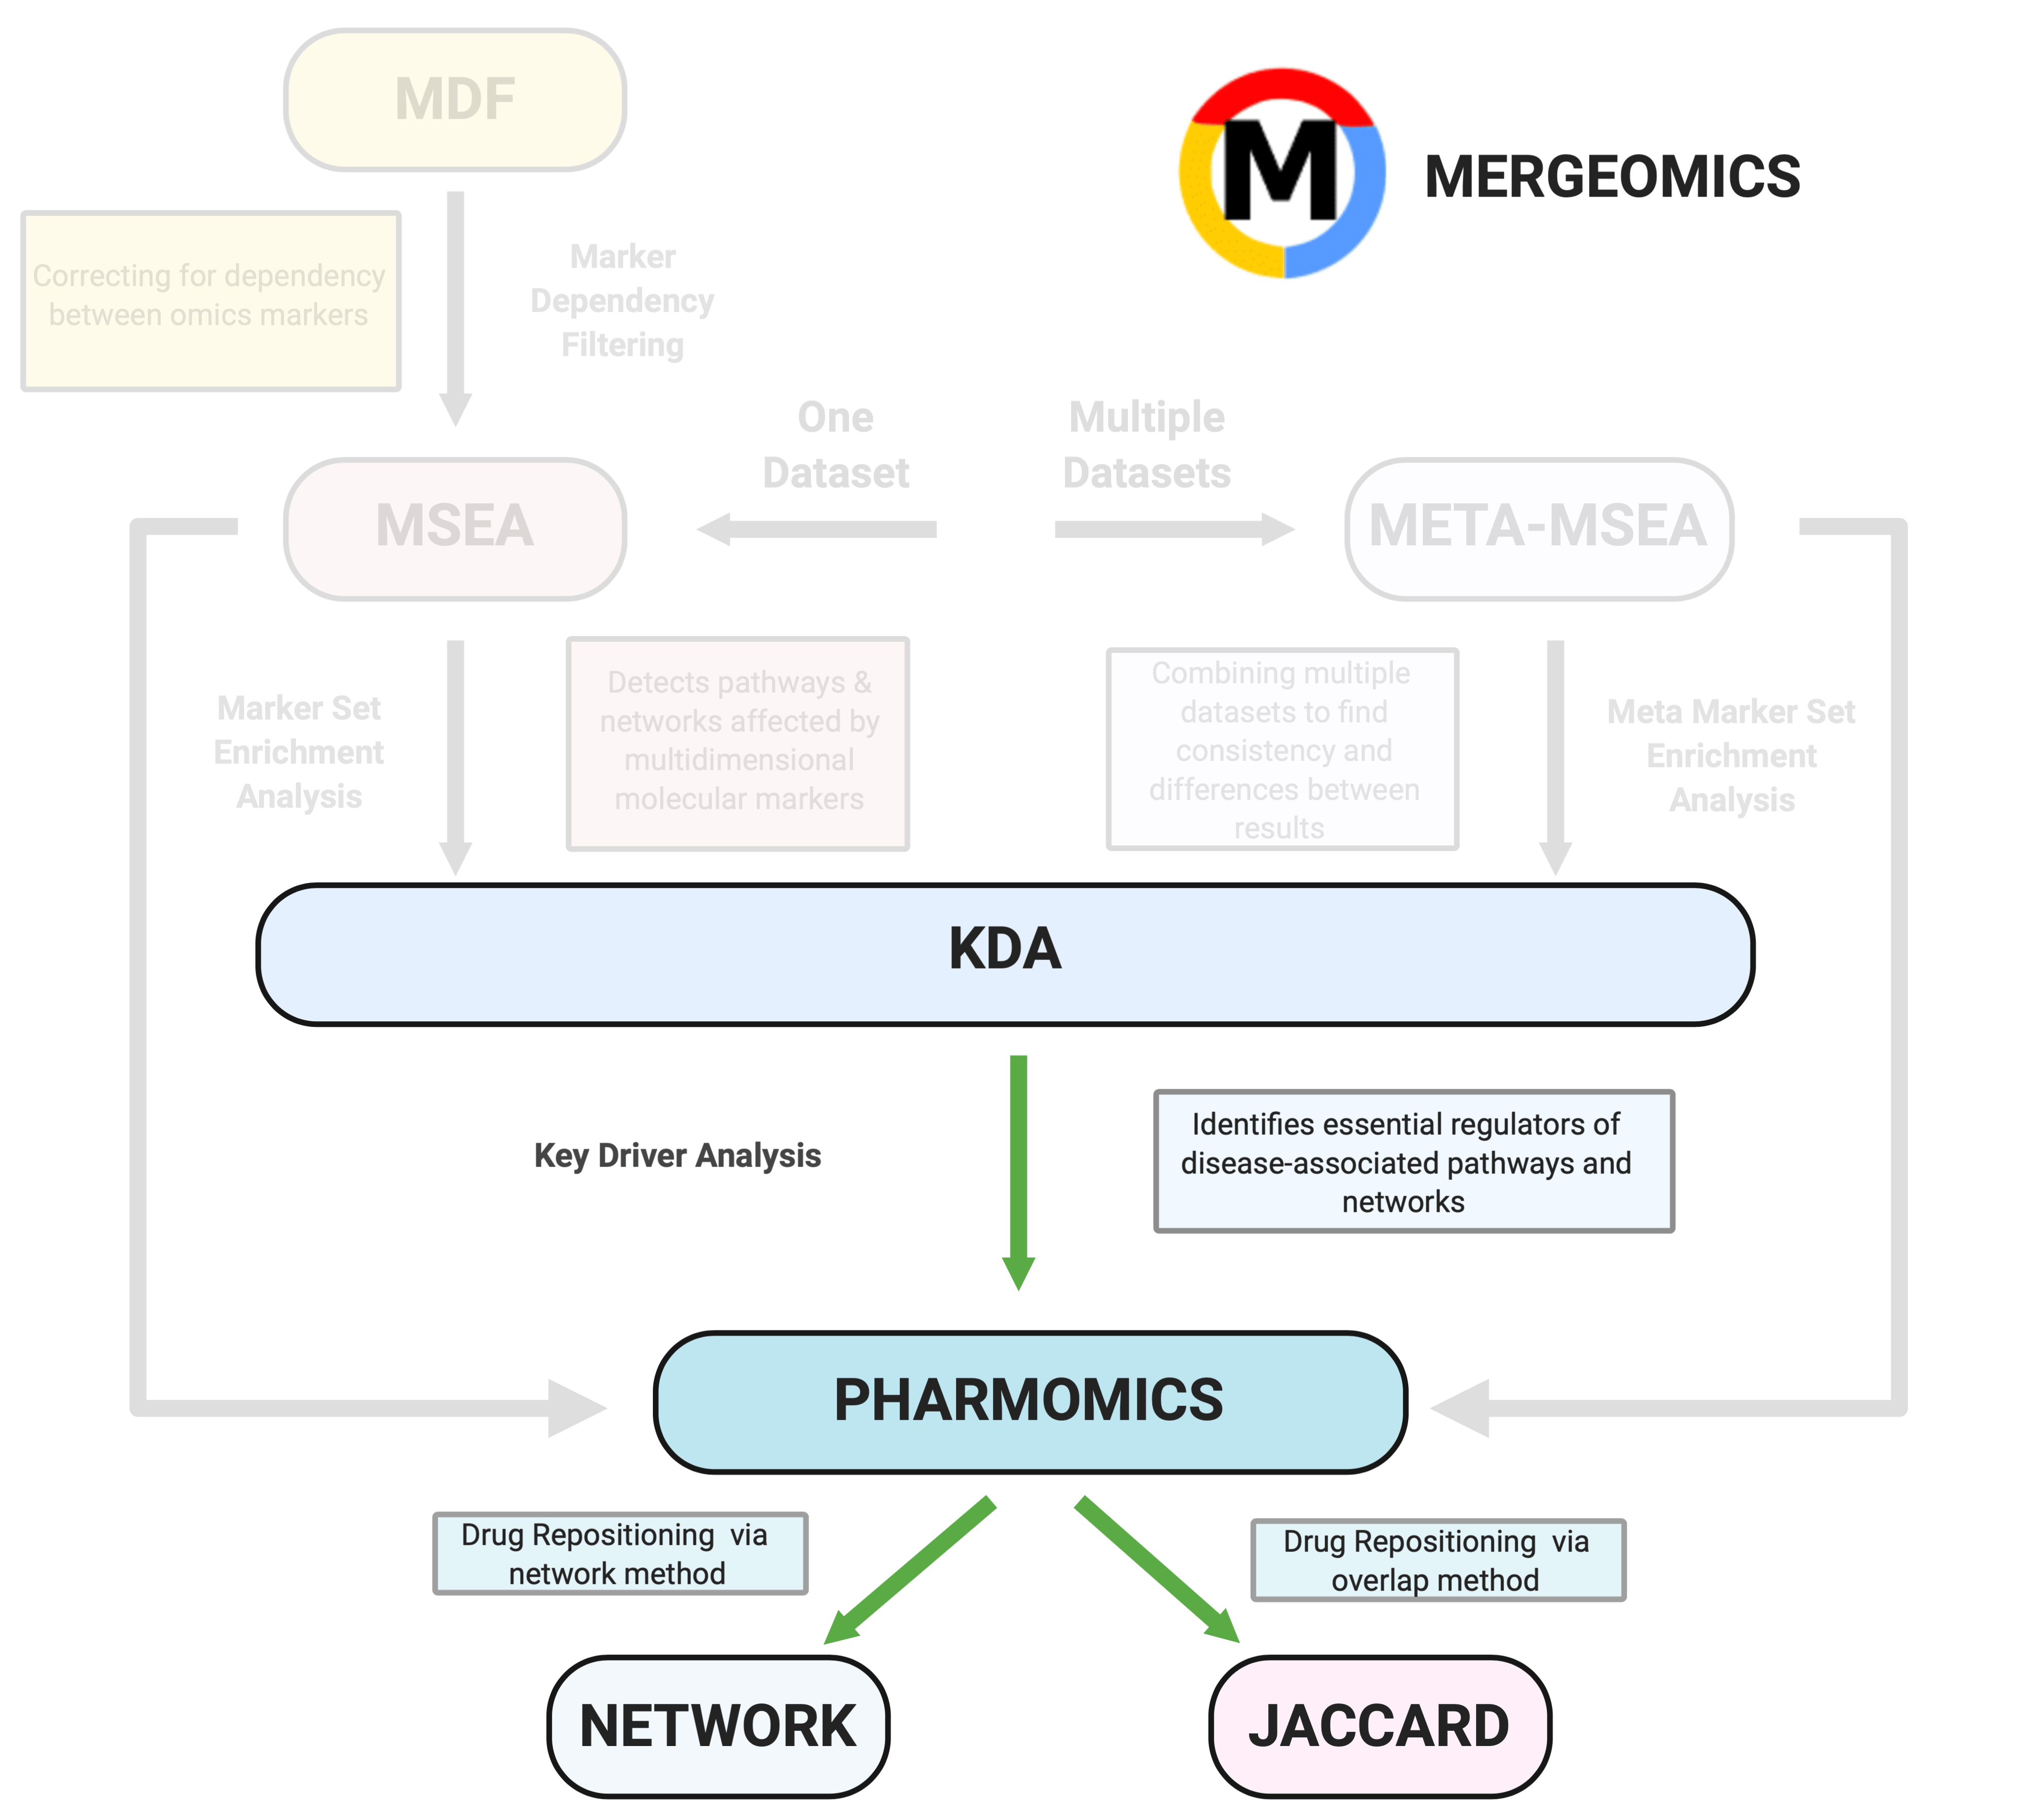 MDF
M
MERGEOMICS
Correcting for dependency
between omics markers
Marker
Dependency
Filtering
One
Dataset
Multiple
Datasets
MSEA
META-MSEA
Marker Set
Enrichment
Analysis
Detects pathways &
networks affected by
multidimensional
molecular markers
Combining multiple
datasets to find
consistency and
differences between
results
Meta Marker Set
Enrichment
Analysis
KDA
Key Driver Analysis
Identifies essential regulators of
disease-associated pathways and
networks
PHARMOMICS
Drug Repositioning  via
network method
Drug Repositioning  via
overlap method
NETWORK
JACCARD